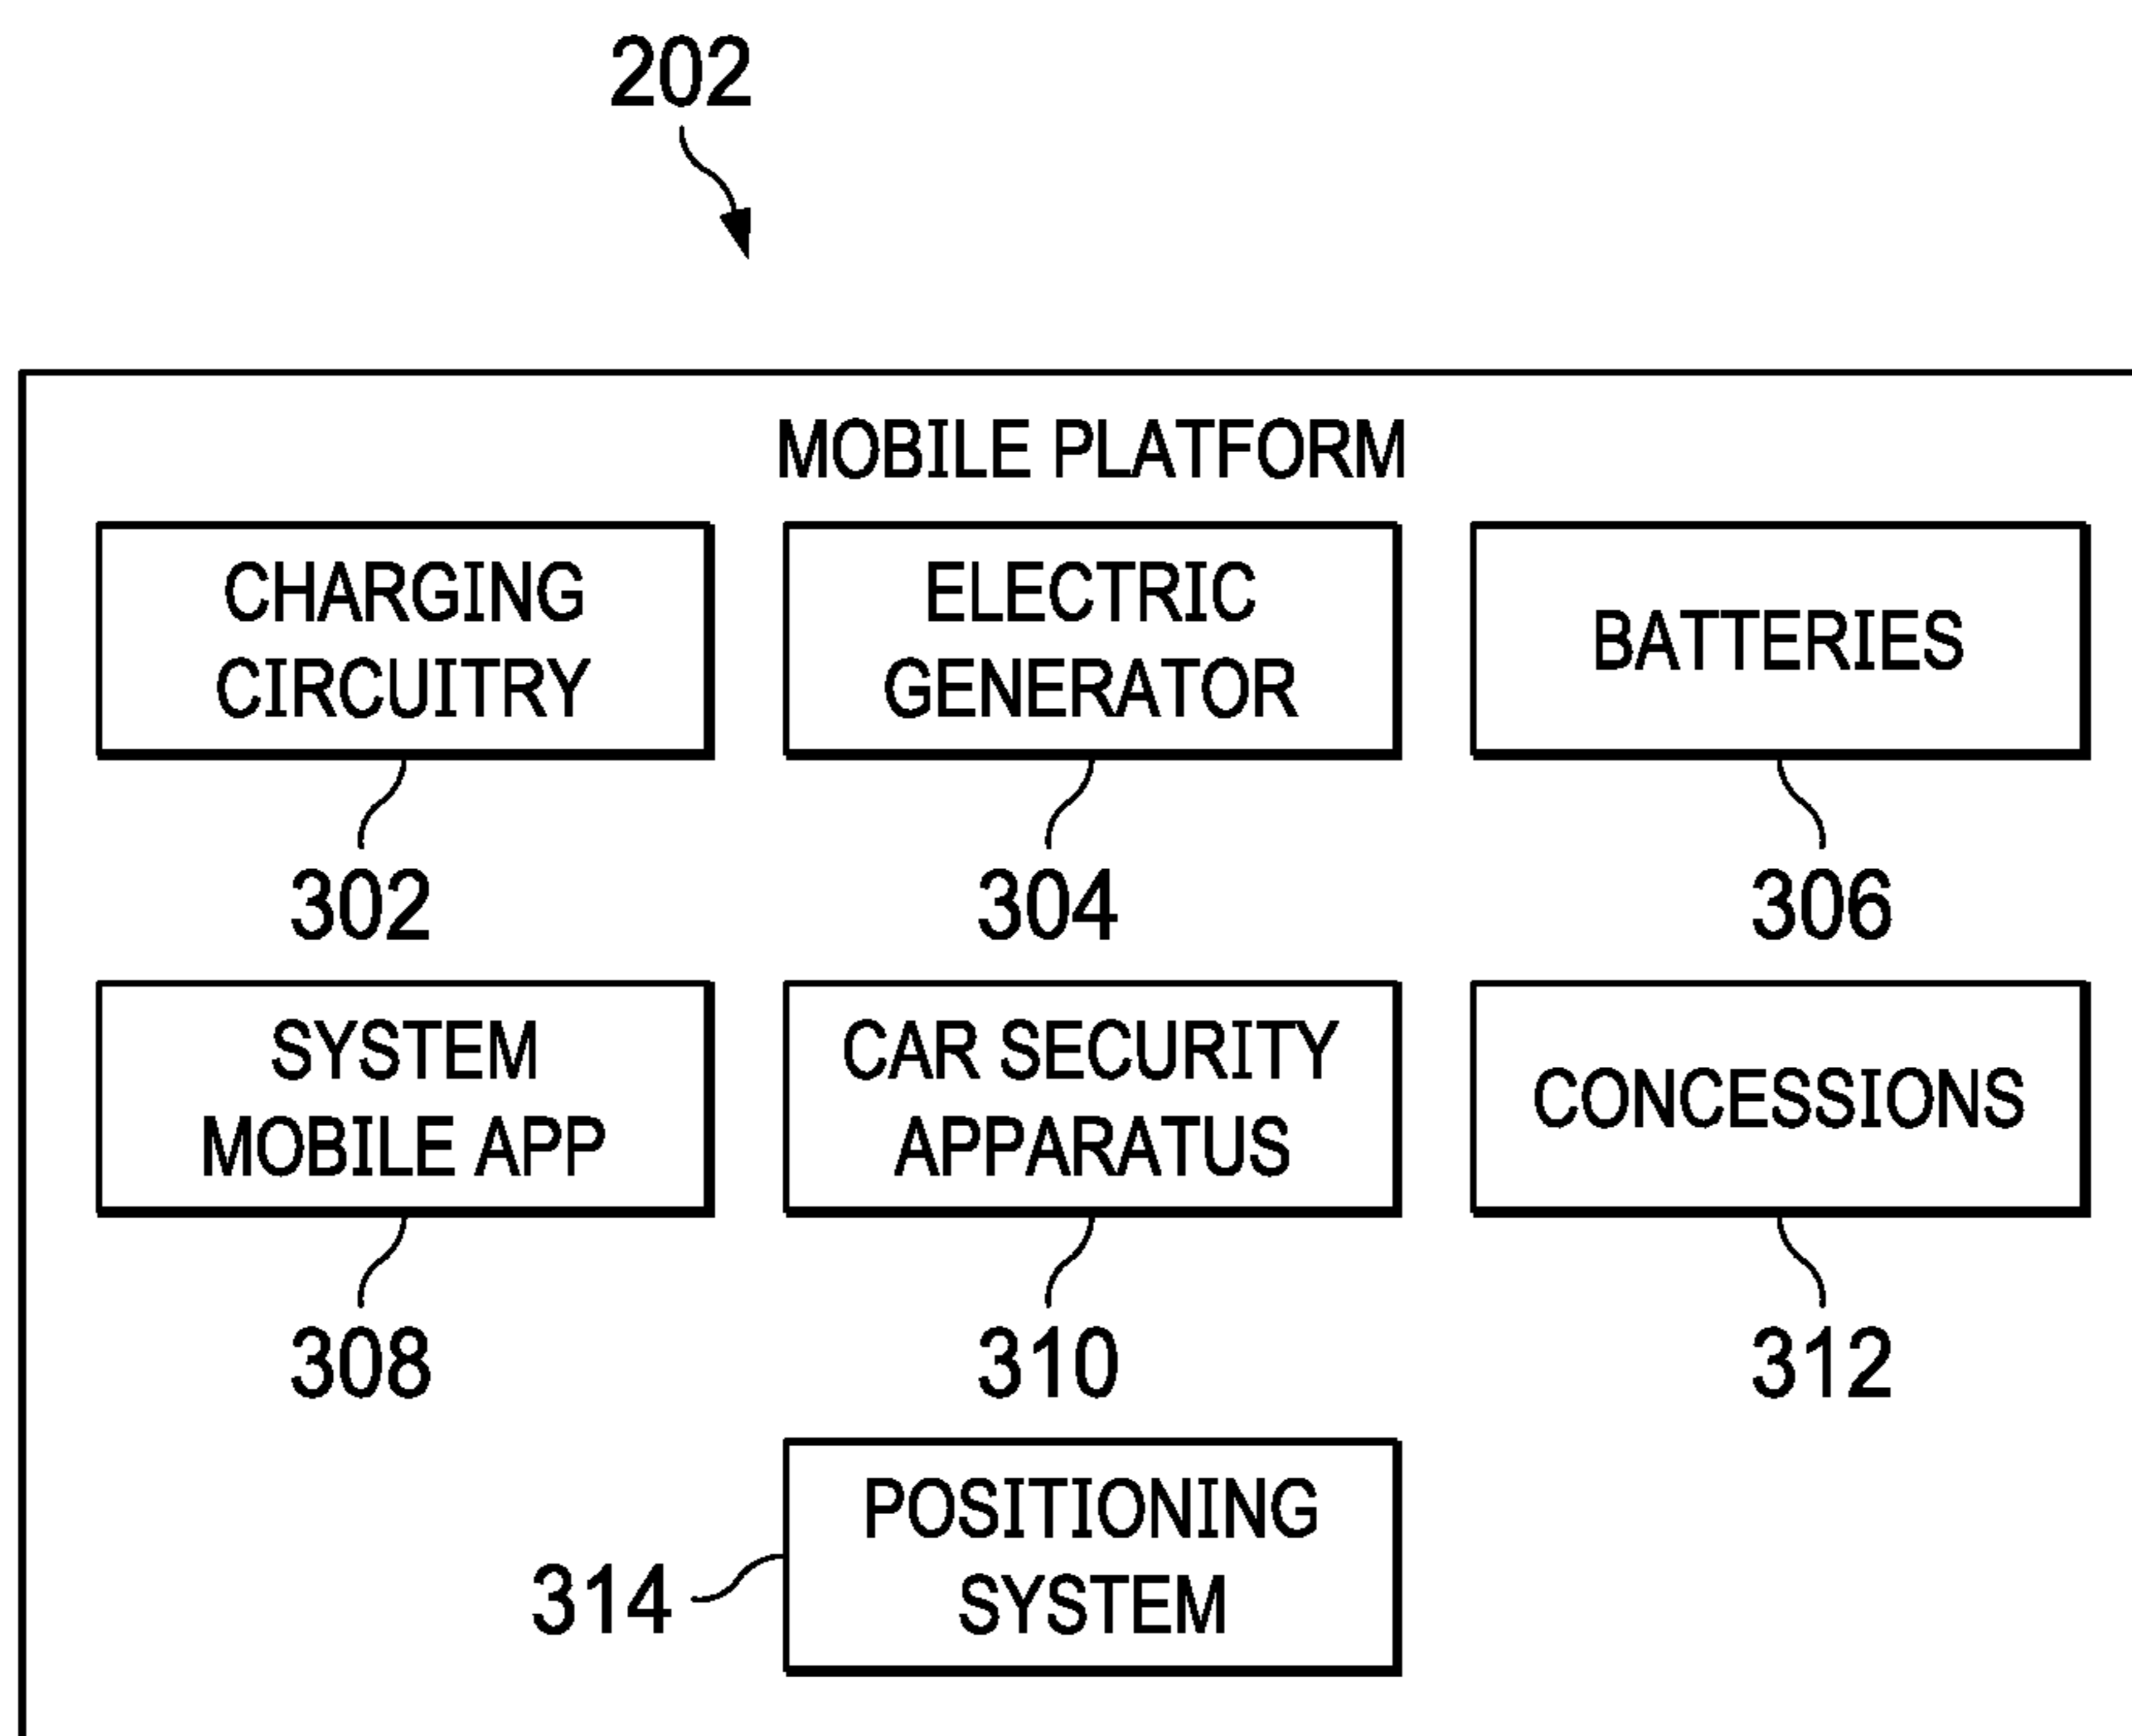 202
MOBILE PLATFORM
CHARGING
CIRCUITRY
ELECTRIC
GENERATOR
BATTERIES
302
304
306
SYSTEM
MOBILE APP
CAR SECURITY
APPARATUS
CONCESSIONS
308
310
312
POSITIONING
SYSTEM
314